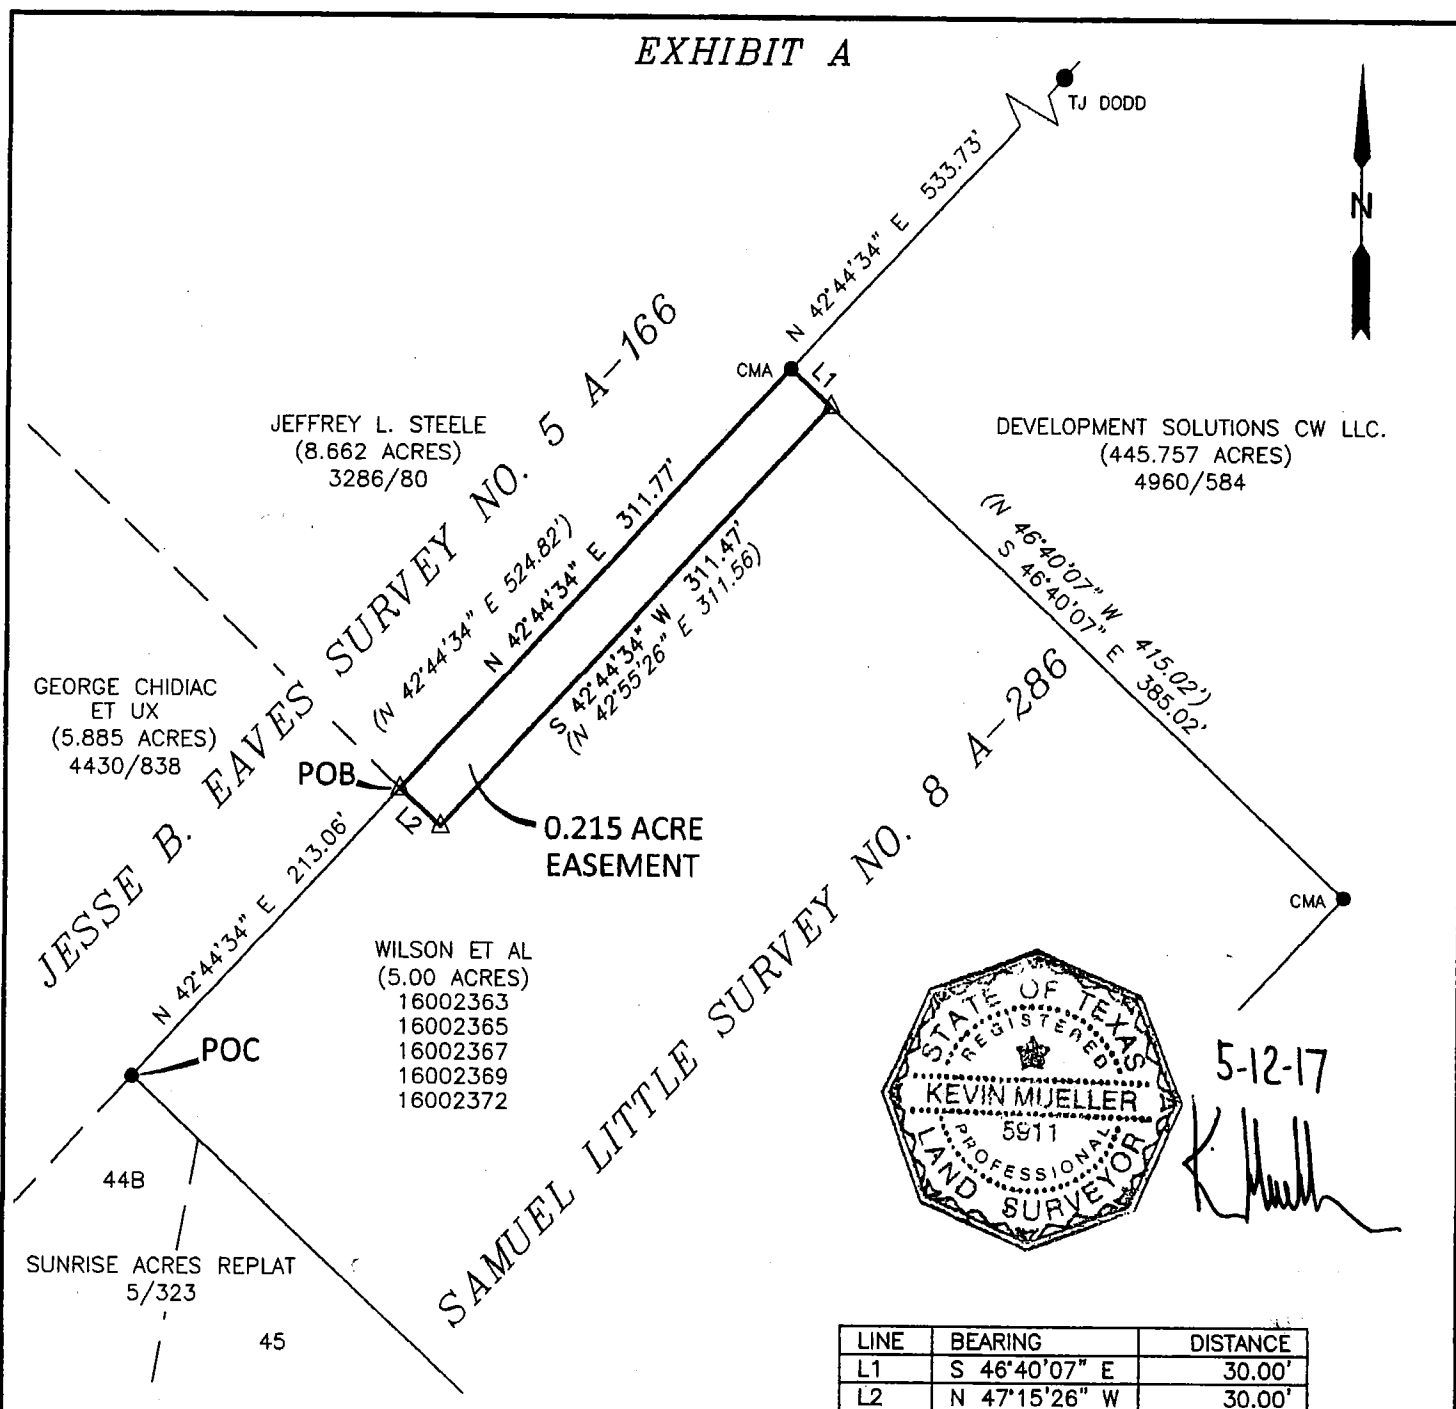 EXHIBIT A
TJ DODD
N
N 42°44'34" E 533.73'
CMA
L1
JEFFREY L. STEELE
(8.662 ACRES)
3286/80
DEVELOPMENT SOLUTIONS CW LLC.
(445.757 ACRES)
4960/584
JESSE B. EAVES SURVEY NO. 5 A-166
(N 42°44'34" E 524.82')
N 42°44'34" E 311.77'
S 42°44'34" W 311.47'
(N 42°55'26" E 311.56)
(N 46°40'07" W 415.02')
S 46°40'07" E 385.02'
GEORGE CHIDIAC
ET UX
(5.885 ACRES)
4430/838
POB
L2
0.215 ACRE
EASEMENT
N 42°44'34" E 213.06'
SAMUEL LITTLE SURVEY NO. 8 A-286
CMA
WILSON ET AL
(5.00 ACRES)
16002363
16002365
16002367
16002369
16002372
POC
STATE OF TEXAS
REGISTERED
KEVIN MUELLER
5911
PROFESSIONAL
LAND SURVEYOR
5-12-17
K. Mueller
44B
SUNRISE ACRES REPLAT
5/323
45
LINE BEARING DISTANCE
L1 S 46°40'07" E 30.00'
L2 N 47°15'26" W 30.00'